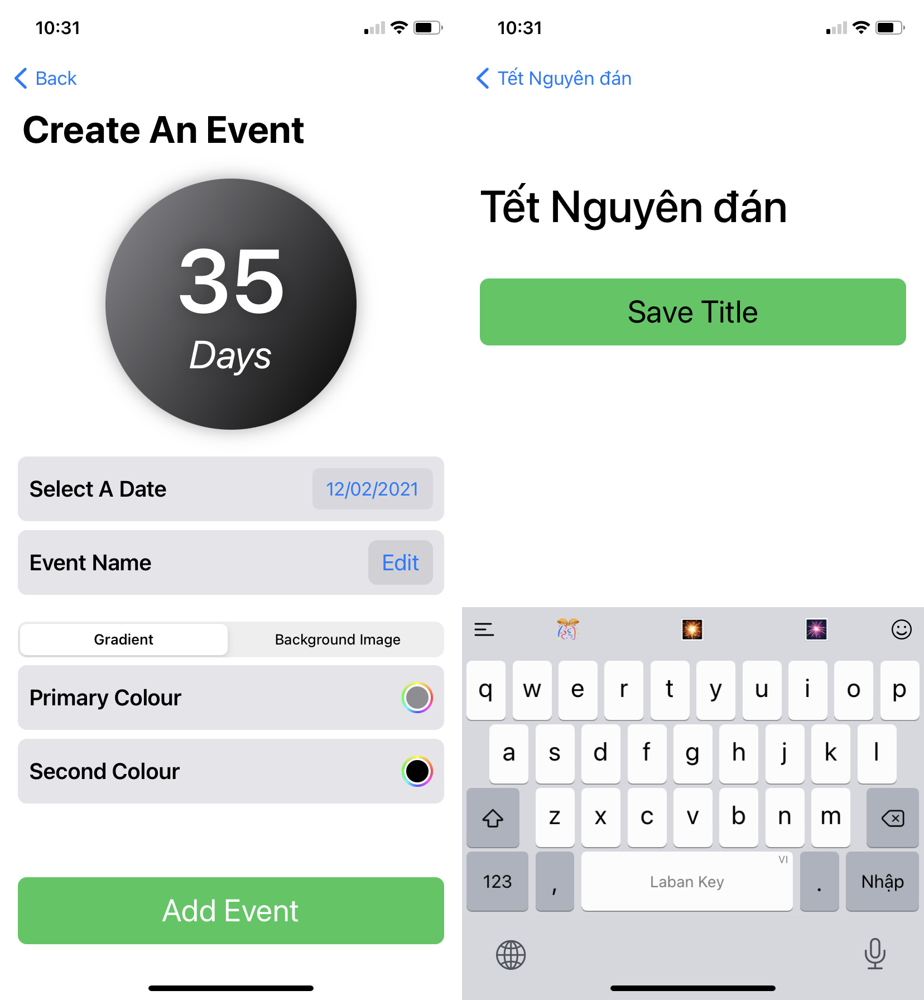 10:31
Back
Create An Event
35
Days
Select A Date 12/02/2021
Event Name Edit
Gradient Background Image
Primary Colour
Second Colour
Add Event
10:31
Tết Nguyên đán
Tết Nguyên đán
Save Title
q w e r t y u i o p
a s d f g h j k l
z x c v b n m
123 , Laban Key VI . Nhập